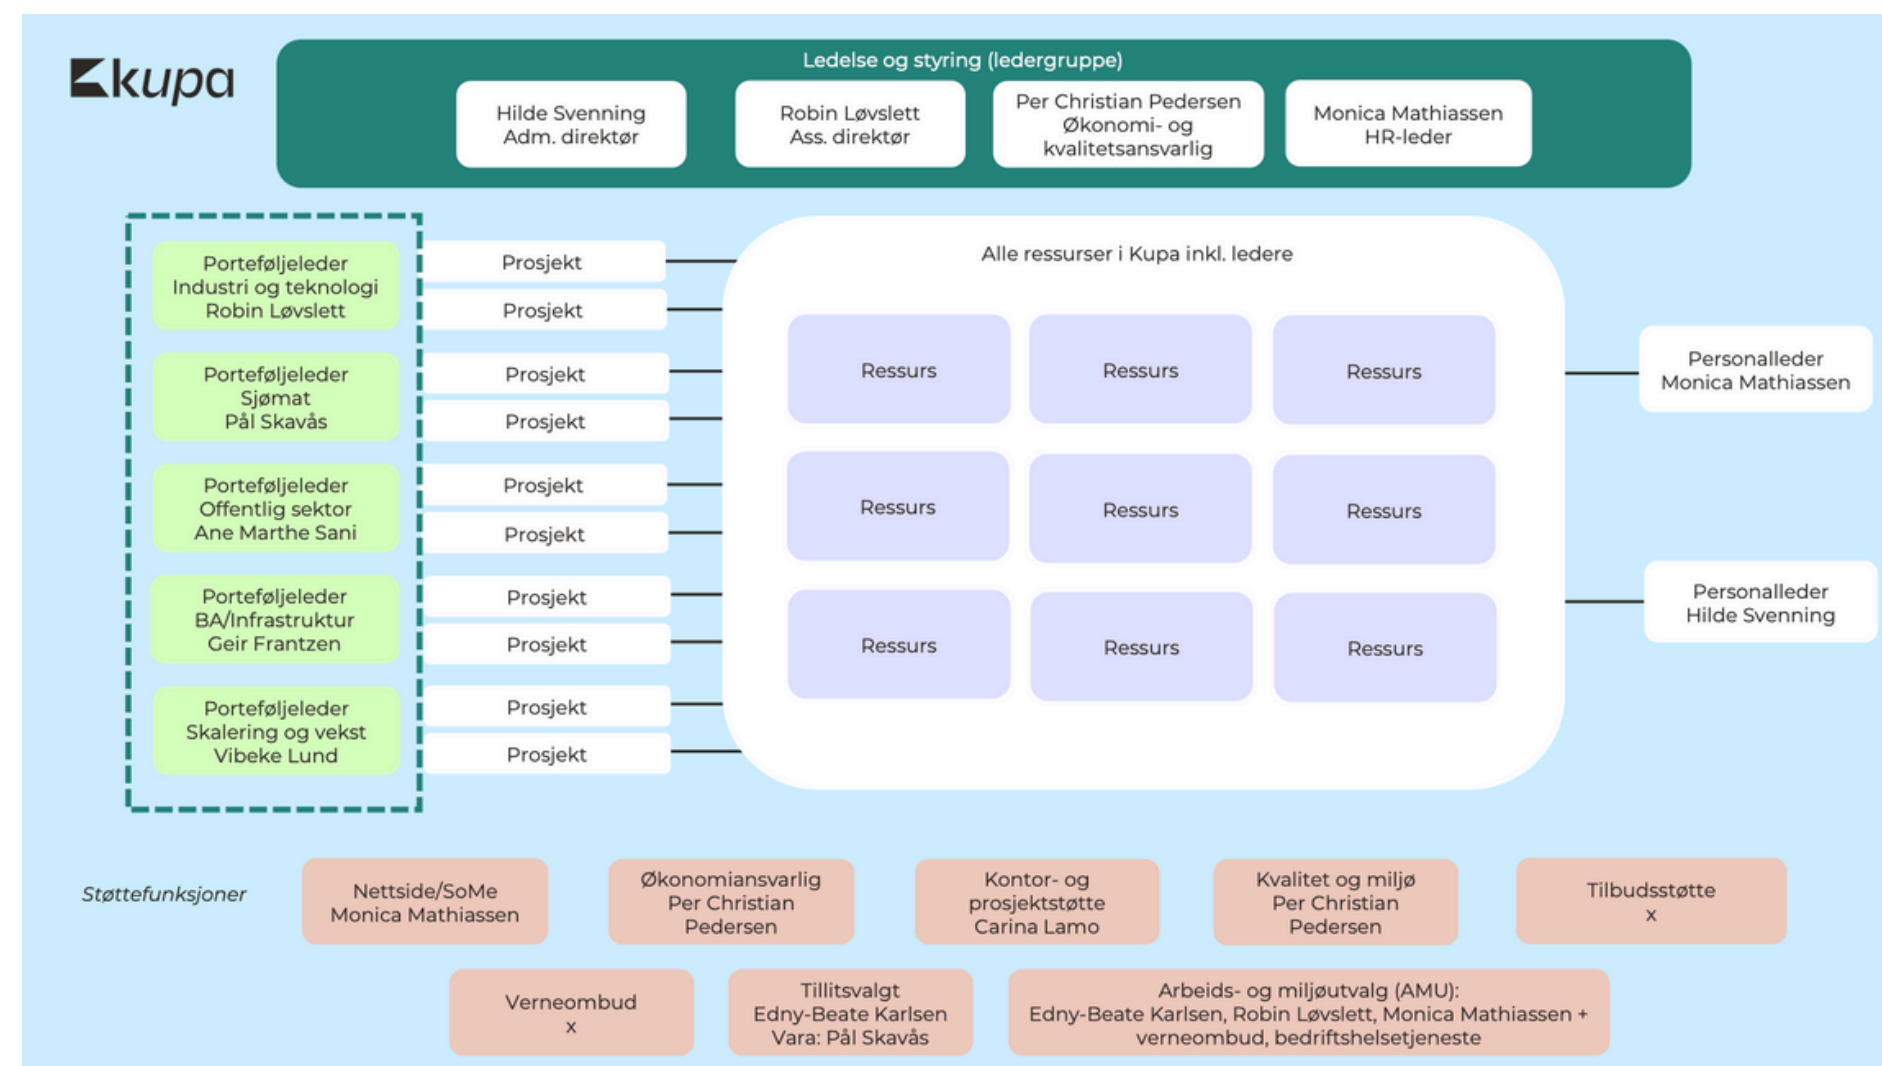 kupa
Ledelse og styring (ledergruppe)
Hilde Svenning
Adm. direktør
Robin Løvslett
Ass. direktør
Per Christian Pedersen
Økonomi- og
kvalitetsansvarlig
Monica Mathiassen
HR-leder
Porteføljeleder
Industri og teknologi
Robin Løvslett
Prosjekt
Prosjekt
Porteføljeleder
Sjømat
Pål Skavås
Prosjekt
Prosjekt
Porteføljeleder
Offentlig sektor
Ane Marthe Sani
Prosjekt
Prosjekt
Porteføljeleder
BA/Infrastruktur
Geir Frantzen
Prosjekt
Prosjekt
Porteføljeleder
Skalering og vekst
Vibeke Lund
Prosjekt
Prosjekt
Alle ressurser i Kupa inkl. ledere
Ressurs
Ressurs
Ressurs
Ressurs
Ressurs
Ressurs
Ressurs
Ressurs
Ressurs
Personalleder
Monica Mathiassen
Personalleder
Hilde Svenning
Støttefunksjoner
Nettside/SoMe
Monica Mathiassen
Økonomiansvarlig
Per Christian
Pedersen
Kontor- og
prosjektstøtte
Carina Lamo
Kvalitet og miljø
Per Christian
Pedersen
Tilbudsstøtte
x
Verneombud
x
Tillitsvalgt
Edny-Beate Karlsen
Vara: Pål Skavås
Arbeids- og miljøutvalg (AMU):
Edny-Beate Karlsen, Robin Løvslett, Monica Mathiassen +
verneombud, bedriftshelsetjeneste